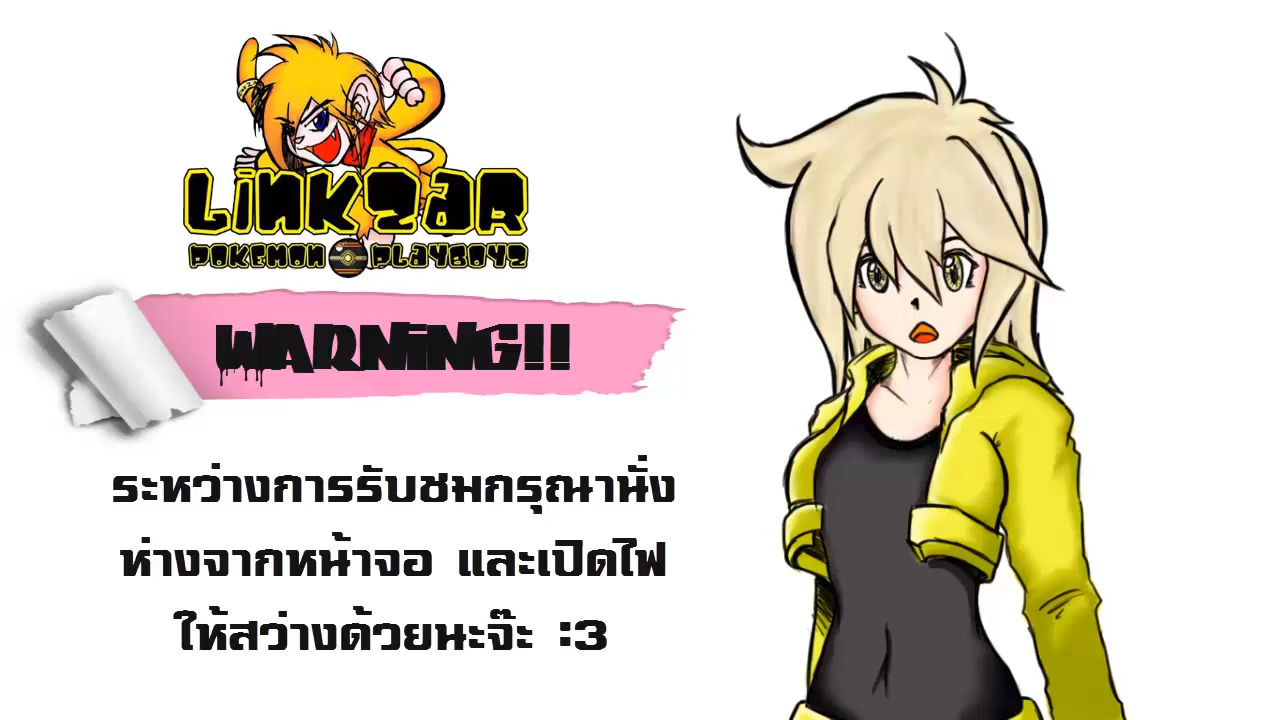 LiNKZaR
POKEMON PLAYBOYZ
WARNiNG!!
ระหว่างการรับชมกรุณานั่ง
ห่างจากหน้าจอ และเปิดไฟ
ให้สว่างด้วยนะจ๊ะ :3